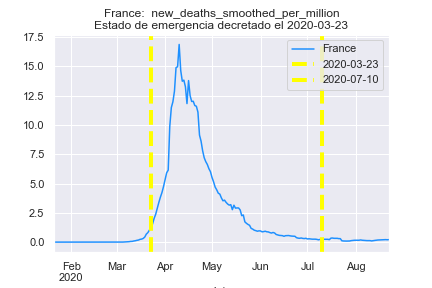 France:  new_deaths_smoothed_per_million
Estado de emergencia decretado el 2020-03-23
17.5
15.0
12.5
10.0
7.5
5.0
2.5
0.0
France
2020-03-23
2020-07-10
Feb
2020
Mar
Apr
May
Jun
Jul
Aug